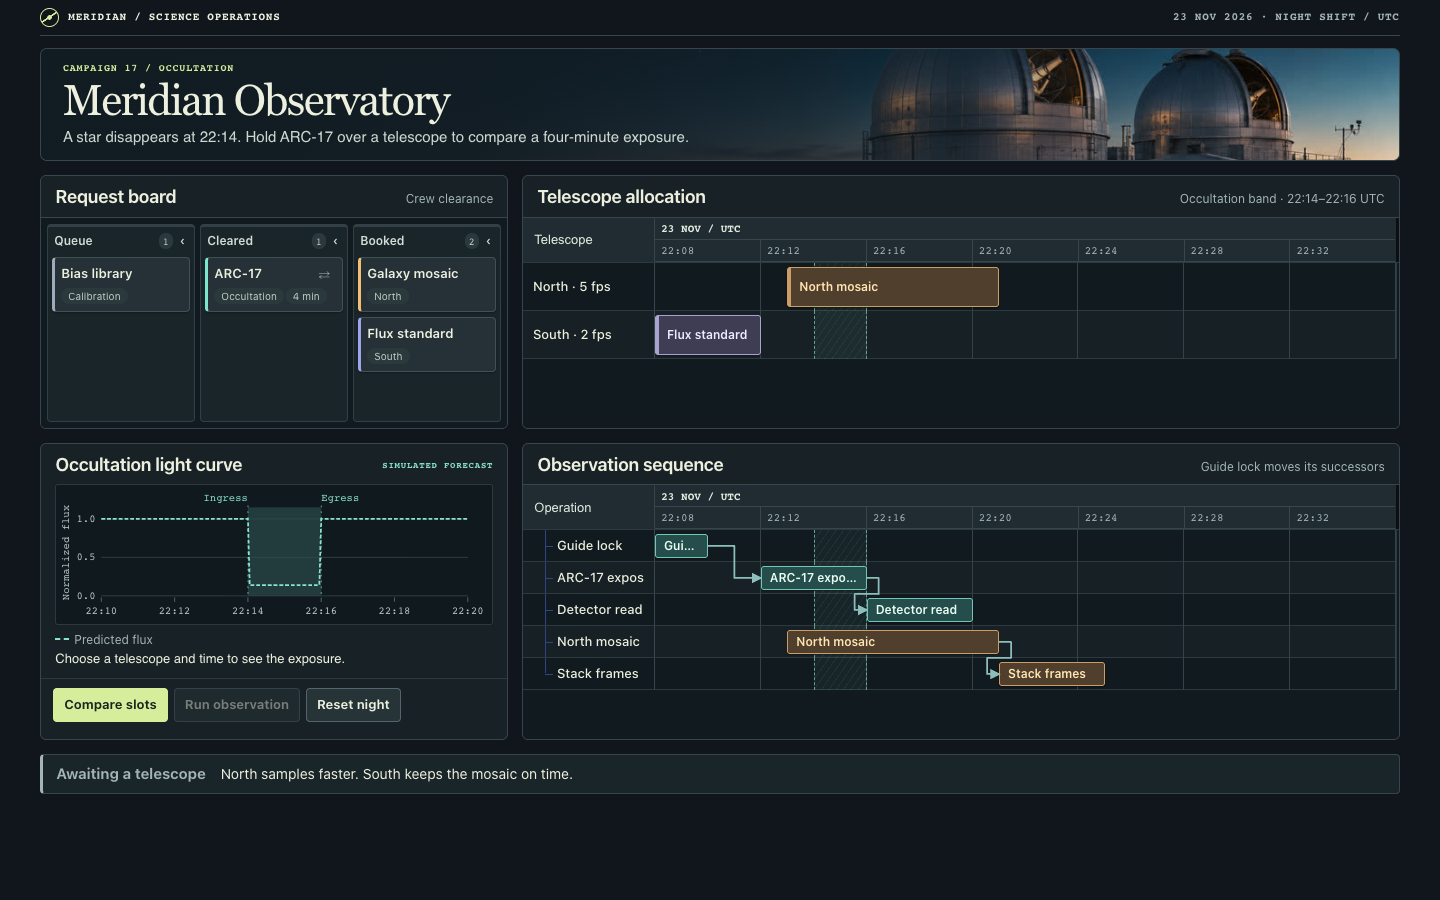 MERIDIAN / SCIENCE OPERATIONS
23 NOV 2026 · NIGHT SHIFT / UTC
CAMPAIGN 17 / OCCULTATION
Meridian Observatory
A star disappears at 22:14. Hold ARC-17 over a telescope to compare a four-minute exposure.
Request board
Crew clearance
Queue 1 ‹
Bias library
Calibration
Cleared 1 ‹
ARC-17 ⇄
Occultation 4 min
Booked 2 ‹
Galaxy mosaic
North
Flux standard
South
Telescope allocation
Occultation band · 22:14–22:16 UTC
Telescope
23 NOV / UTC
22:08 22:12 22:16 22:20 22:24 22:28 22:32
North · 5 fps
North mosaic
South · 2 fps
Flux standard
Occultation light curve
SIMULATED FORECAST
Ingress Egress
Normalized flux
1.0
0.5
0.0
22:10 22:12 22:14 22:16 22:18 22:20
Predicted flux
Choose a telescope and time to see the exposure.
Compare slots
Run observation
Reset night
Observation sequence
Guide lock moves its successors
Operation
23 NOV / UTC
22:08 22:12 22:16 22:20 22:24 22:28 22:32
Guide lock
Gui...
ARC-17 expos
ARC-17 expo...
Detector read
Detector read
North mosaic
North mosaic
Stack frames
Stack frames
Awaiting a telescope
North samples faster. South keeps the mosaic on time.